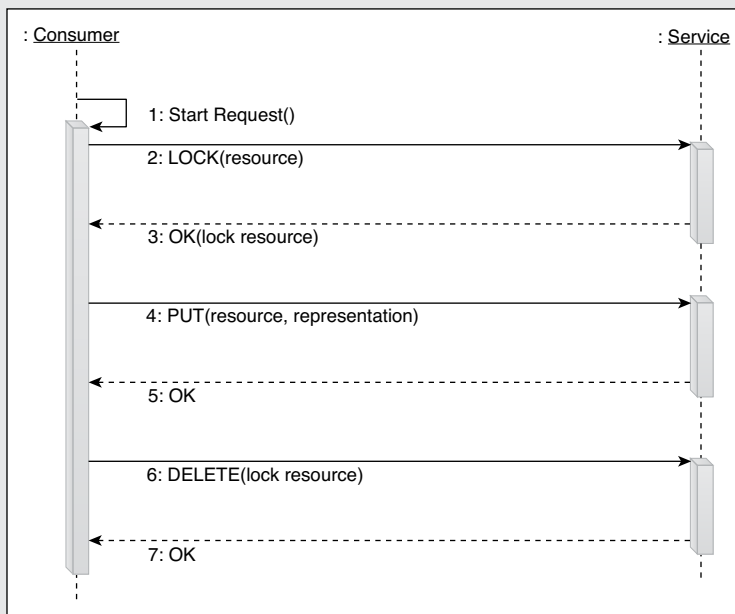 : Consumer
: Service
1: Start Request()
2: LOCK(resource)
3: OK(lock resource)
4: PUT(resource, representation)
5: OK
6: DELETE(lock resource)
7: OK